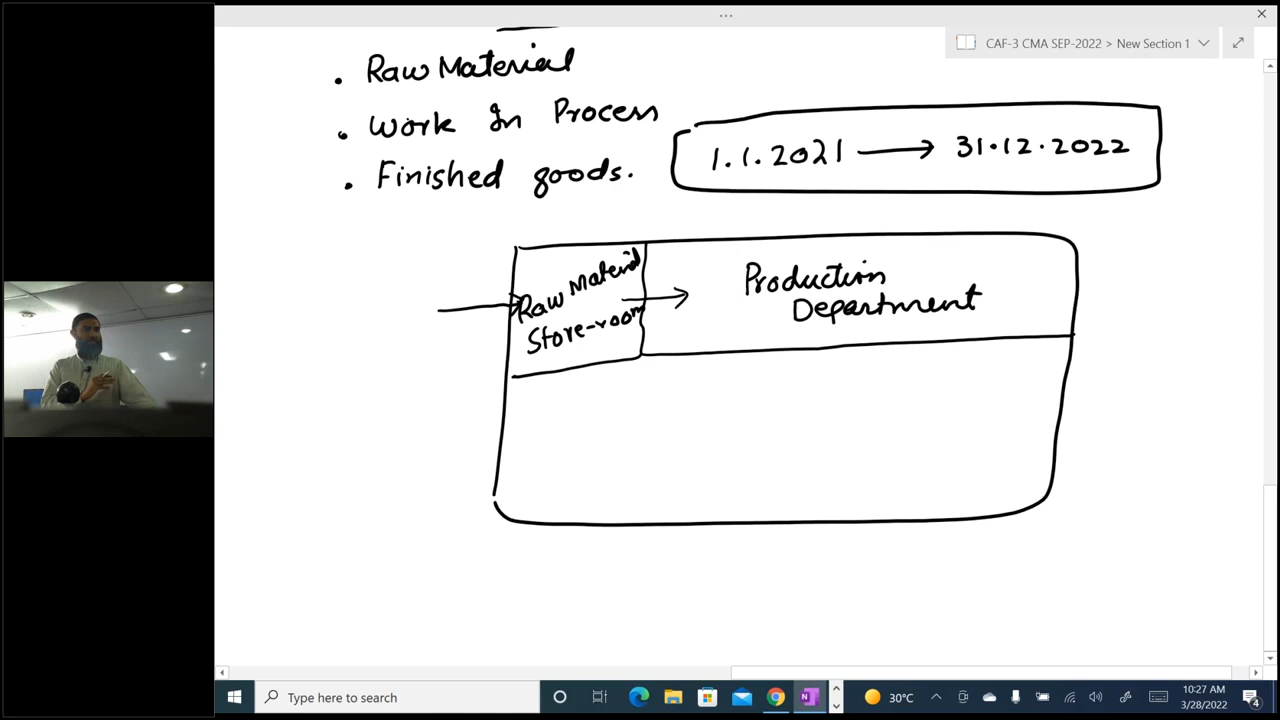 CAF-3 CMA SEP-2022 > New Section 1
• Raw Material
• Work In Process
• Finished goods.
1.1.2021 → 31.12.2022
Raw Material
Store-room
Production
Department
Type here to search
30°C
10:27 AM
3/28/2022
4